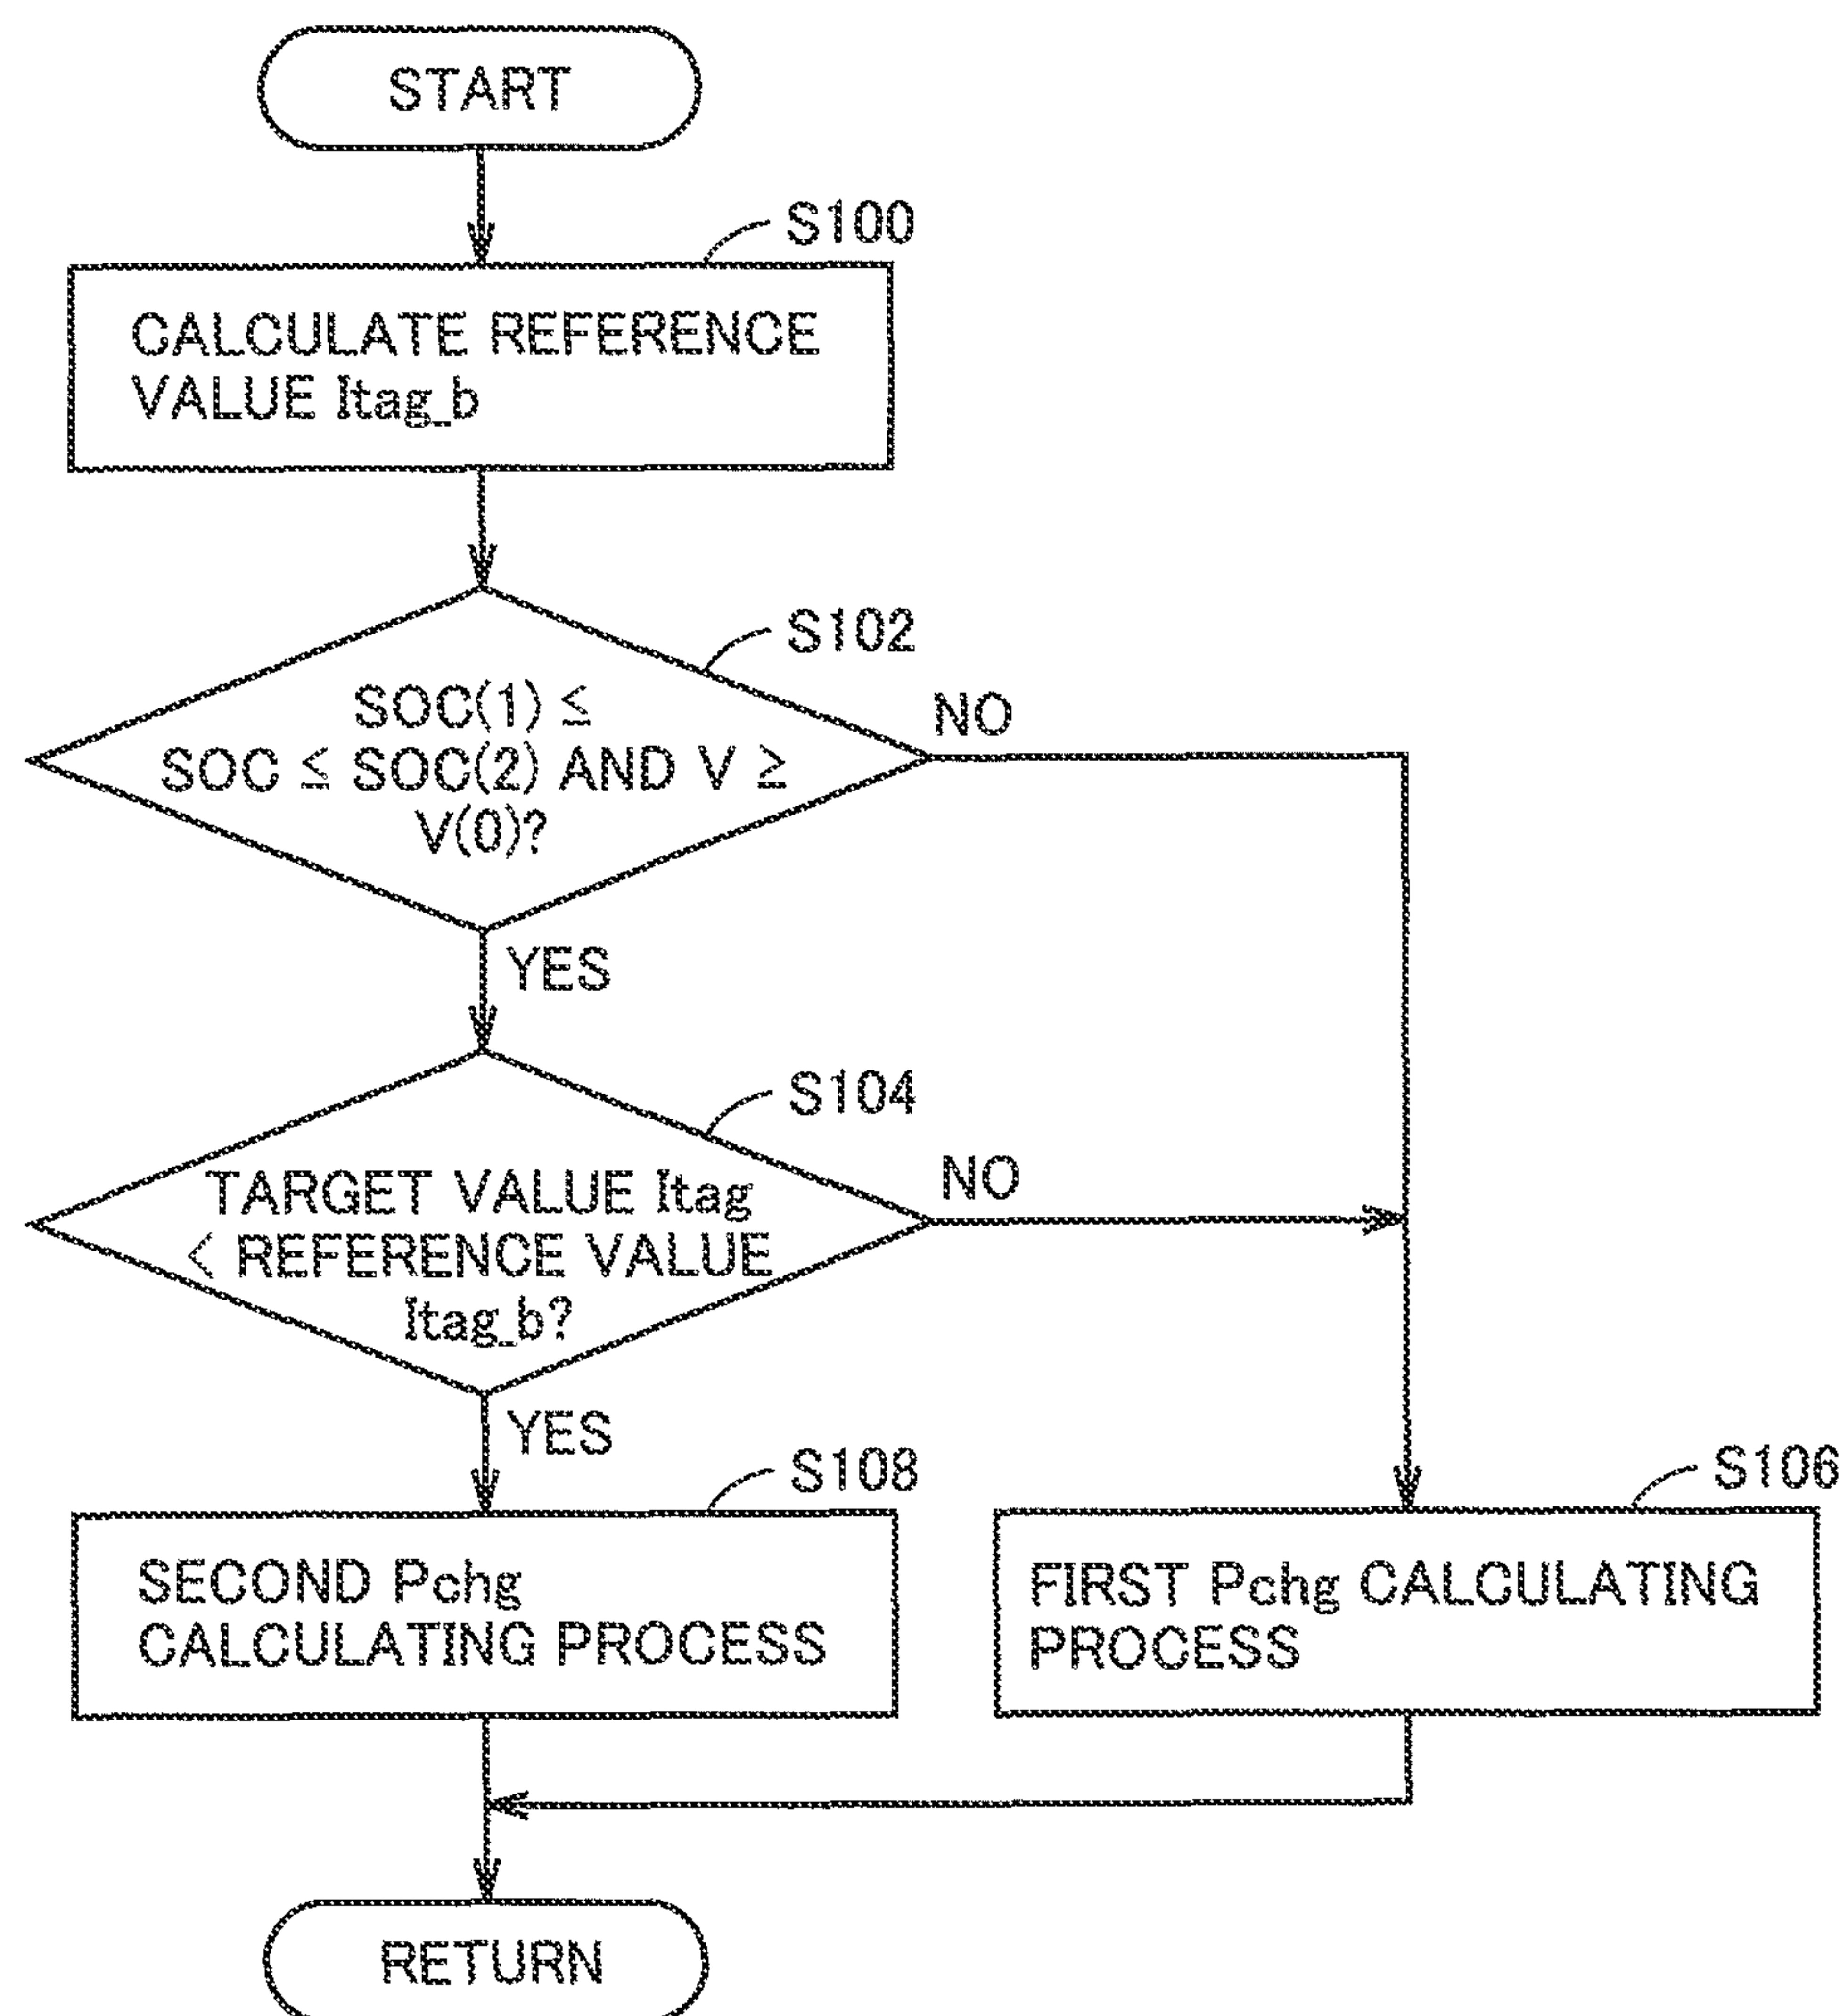 START
S100
CALCULATE REFERENCE
VALUE Itag_b
S102
SOC(1) ≤
SOC ≤ SOC(2) AND V ≥
V(0)?
NO
YES
S104
TARGET VALUE Itag
< REFERENCE VALUE
Itag_b?
NO
YES
S108
SECOND Pchg
CALCULATING PROCESS
S106
FIRST Pchg CALCULATING
PROCESS
RETURN